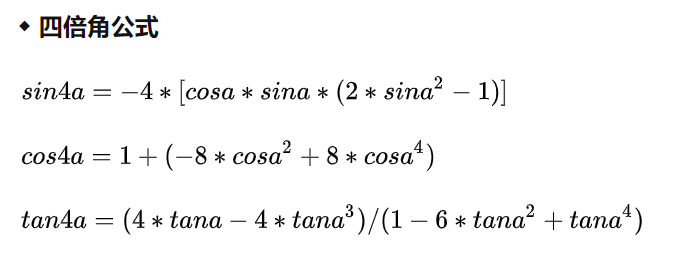 ◆ 四倍角公式
sin4a = −4 ∗ [cosa ∗ sina ∗ (2 ∗ sina² − 1)]
cos4a = 1 + (−8 ∗ cosa² + 8 ∗ cosa⁴)
tan4a = (4 ∗ tana − 4 ∗ tana³)/(1 − 6 ∗ tana² + tana⁴)